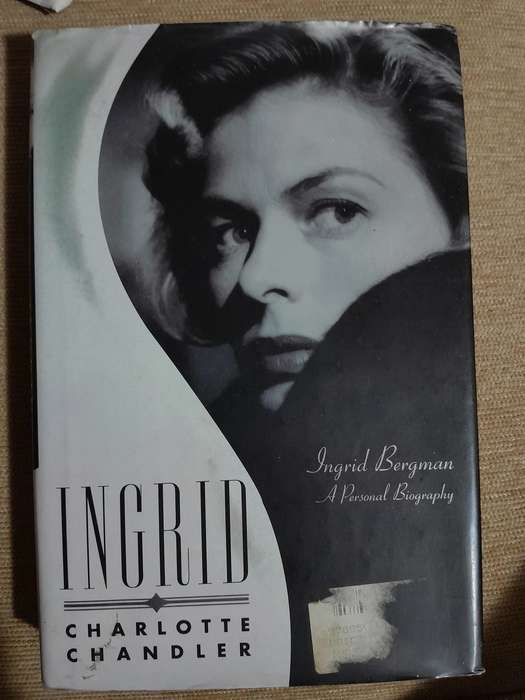 Ingrid Bergman
A Personal Biography
INGRID
CHARLOTTE
CHANDLER